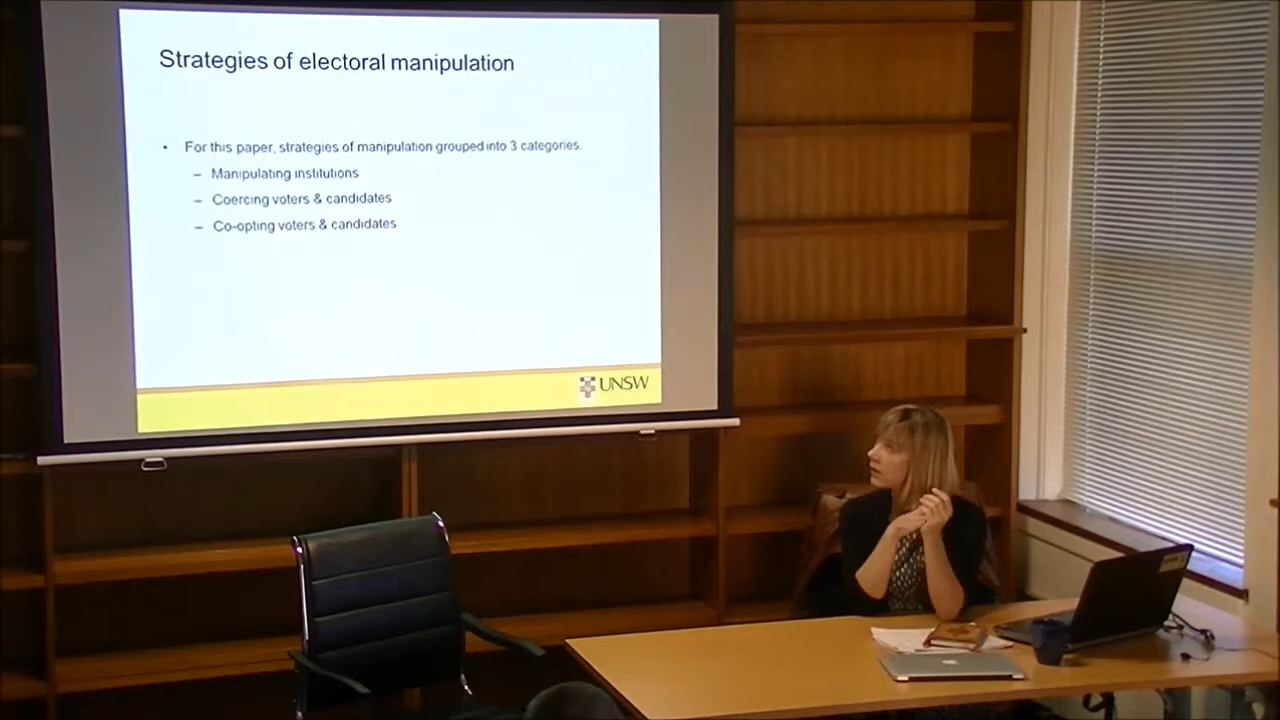 Strategies of electoral manipulation
• For this paper, strategies of manipulation grouped into 3 categories.
– Manipulating institutions
– Coercing voters & candidates
– Co-opting voters & candidates
UNSW